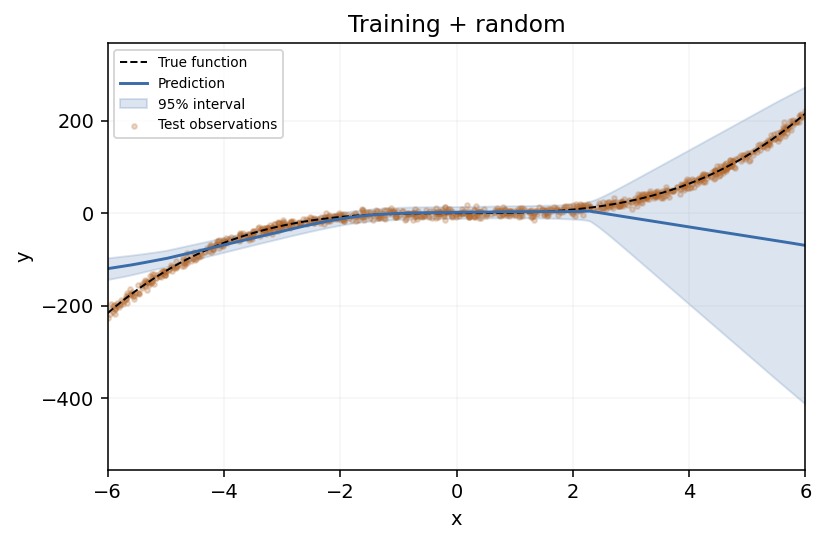 Training + random
True function
Prediction
95% interval
Test observations
200
0
−200
−400
y
−6
−4
−2
0
2
4
6
x